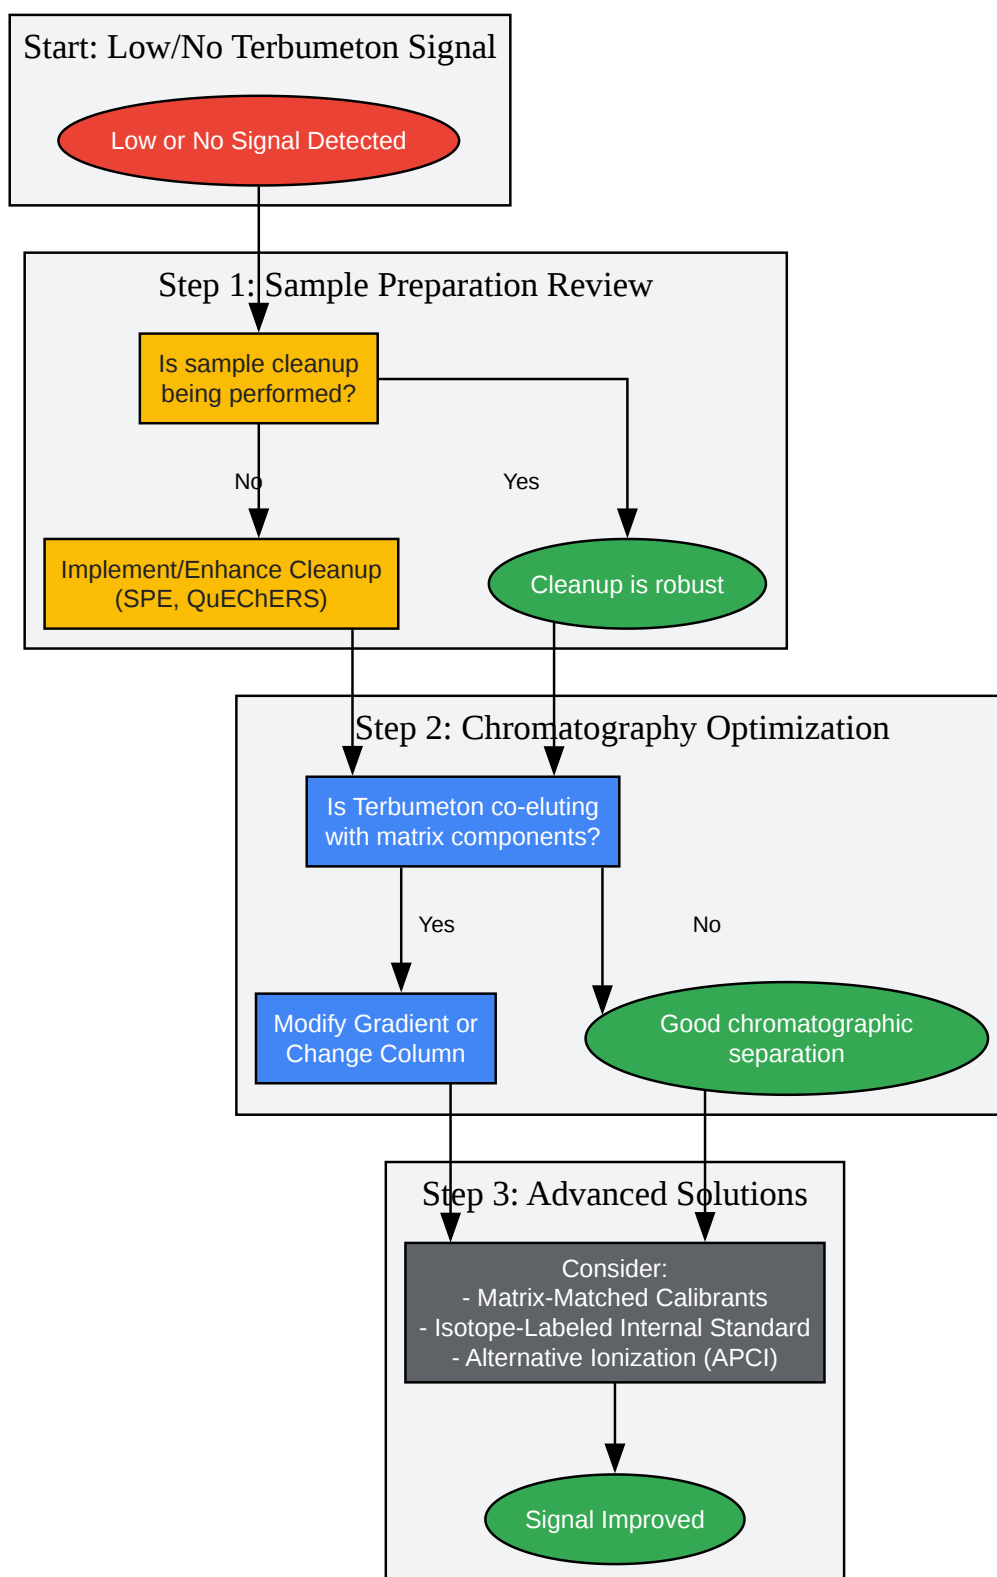 Start: Low/No Terbumeton Signal
Low or No Signal Detected
Step 1: Sample Preparation Review
Is sample cleanup
being performed?
No
Yes
Implement/Enhance Cleanup
(SPE, QuEChERS)
Cleanup is robust
Step 2: Chromatography Optimization
Is Terbumeton co-eluting
with matrix components?
Yes
No
Modify Gradient or
Change Column
Good chromatographic
separation
Step 3: Advanced Solutions
Consider:
- Matrix-Matched Calibrants
- Isotope-Labeled Internal Standard
- Alternative Ionization (APCI)
Signal Improved